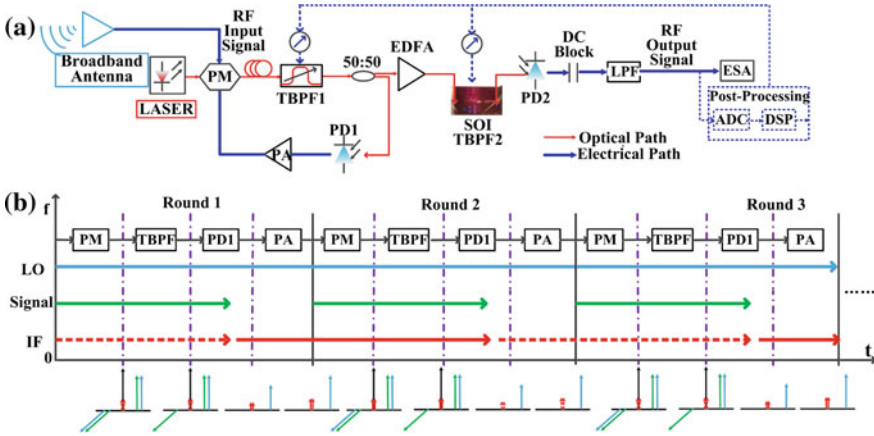 (a)
RF
Input
Signal
Broadband
Antenna
LASER
PM
TBPF1
50:50
EDFA
SOI
TBPF2
PD2
DC
Block
LPF
RF
Output
Signal
ESA
Post-Processing
ADC
DSP
PD1
PA
Optical Path
Electrical Path
(b)
f
Round 1
Round 2
Round 3
PM TBPF PD1 PA PM TBPF PD1 PA PM TBPF PD1 PA
LO
Signal
IF
0
t
......